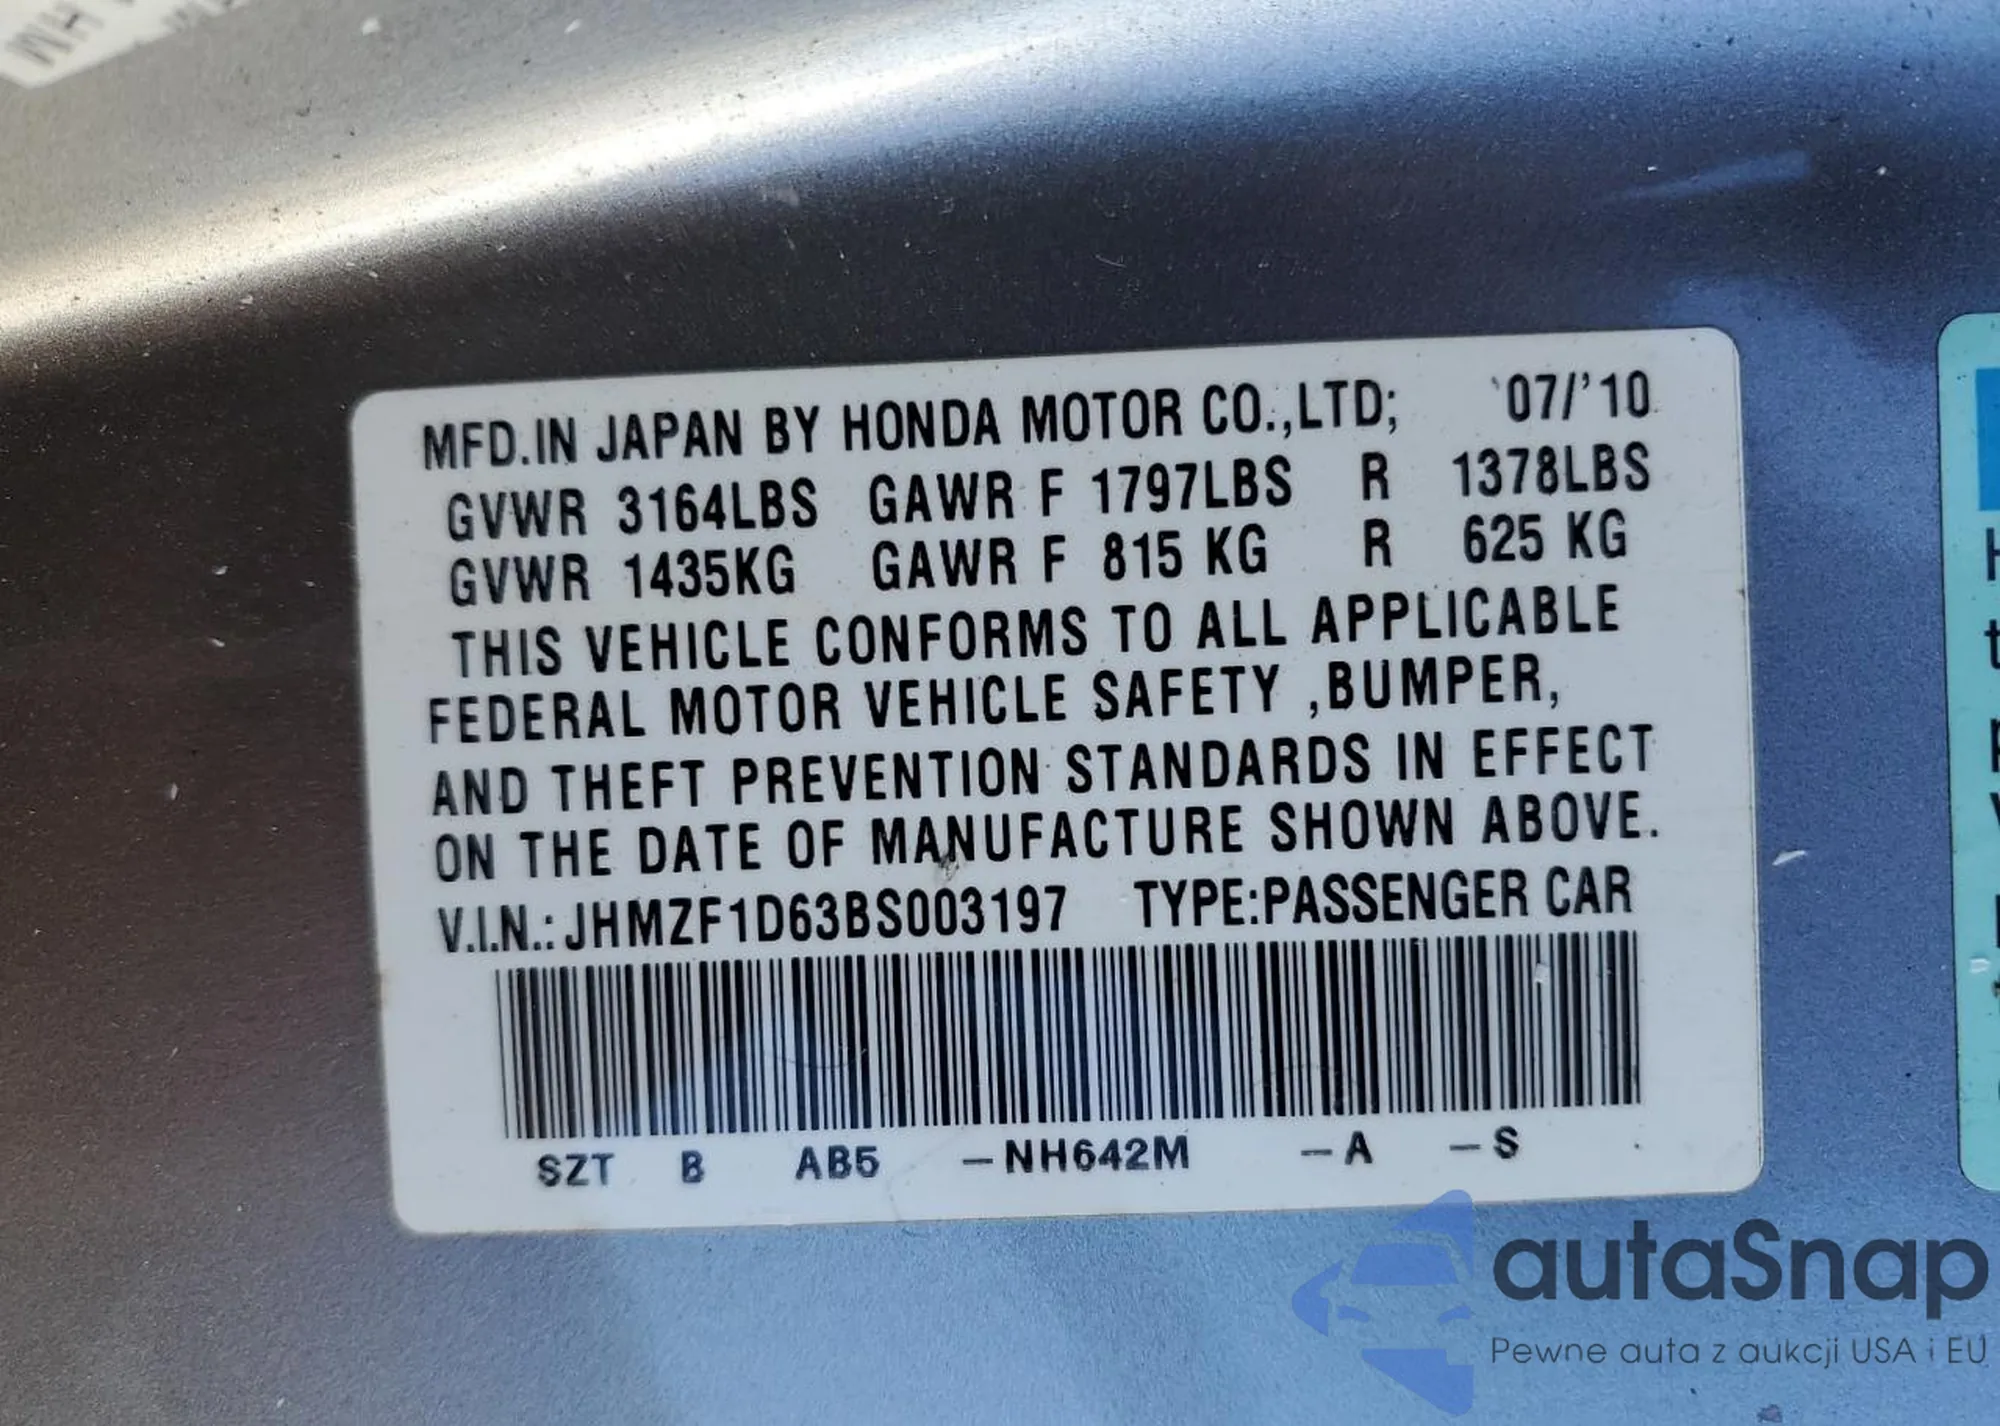 MFD.IN JAPAN BY HONDA MOTOR CO.,LTD; '07/'10
GVWR 3164LBS GAWR F 1797LBS R 1378LBS
GVWR 1435KG GAWR F 815 KG R 625 KG
THIS VEHICLE CONFORMS TO ALL APPLICABLE
FEDERAL MOTOR VEHICLE SAFETY ,BUMPER,
AND THEFT PREVENTION STANDARDS IN EFFECT
ON THE DATE OF MANUFACTURE SHOWN ABOVE.
V.I.N.: JHMZF1D63BS003197 TYPE:PASSENGER CAR
SZT B AB5 –NH642M –A –S
autaSnap
Pewne auta z aukcji USA i EU